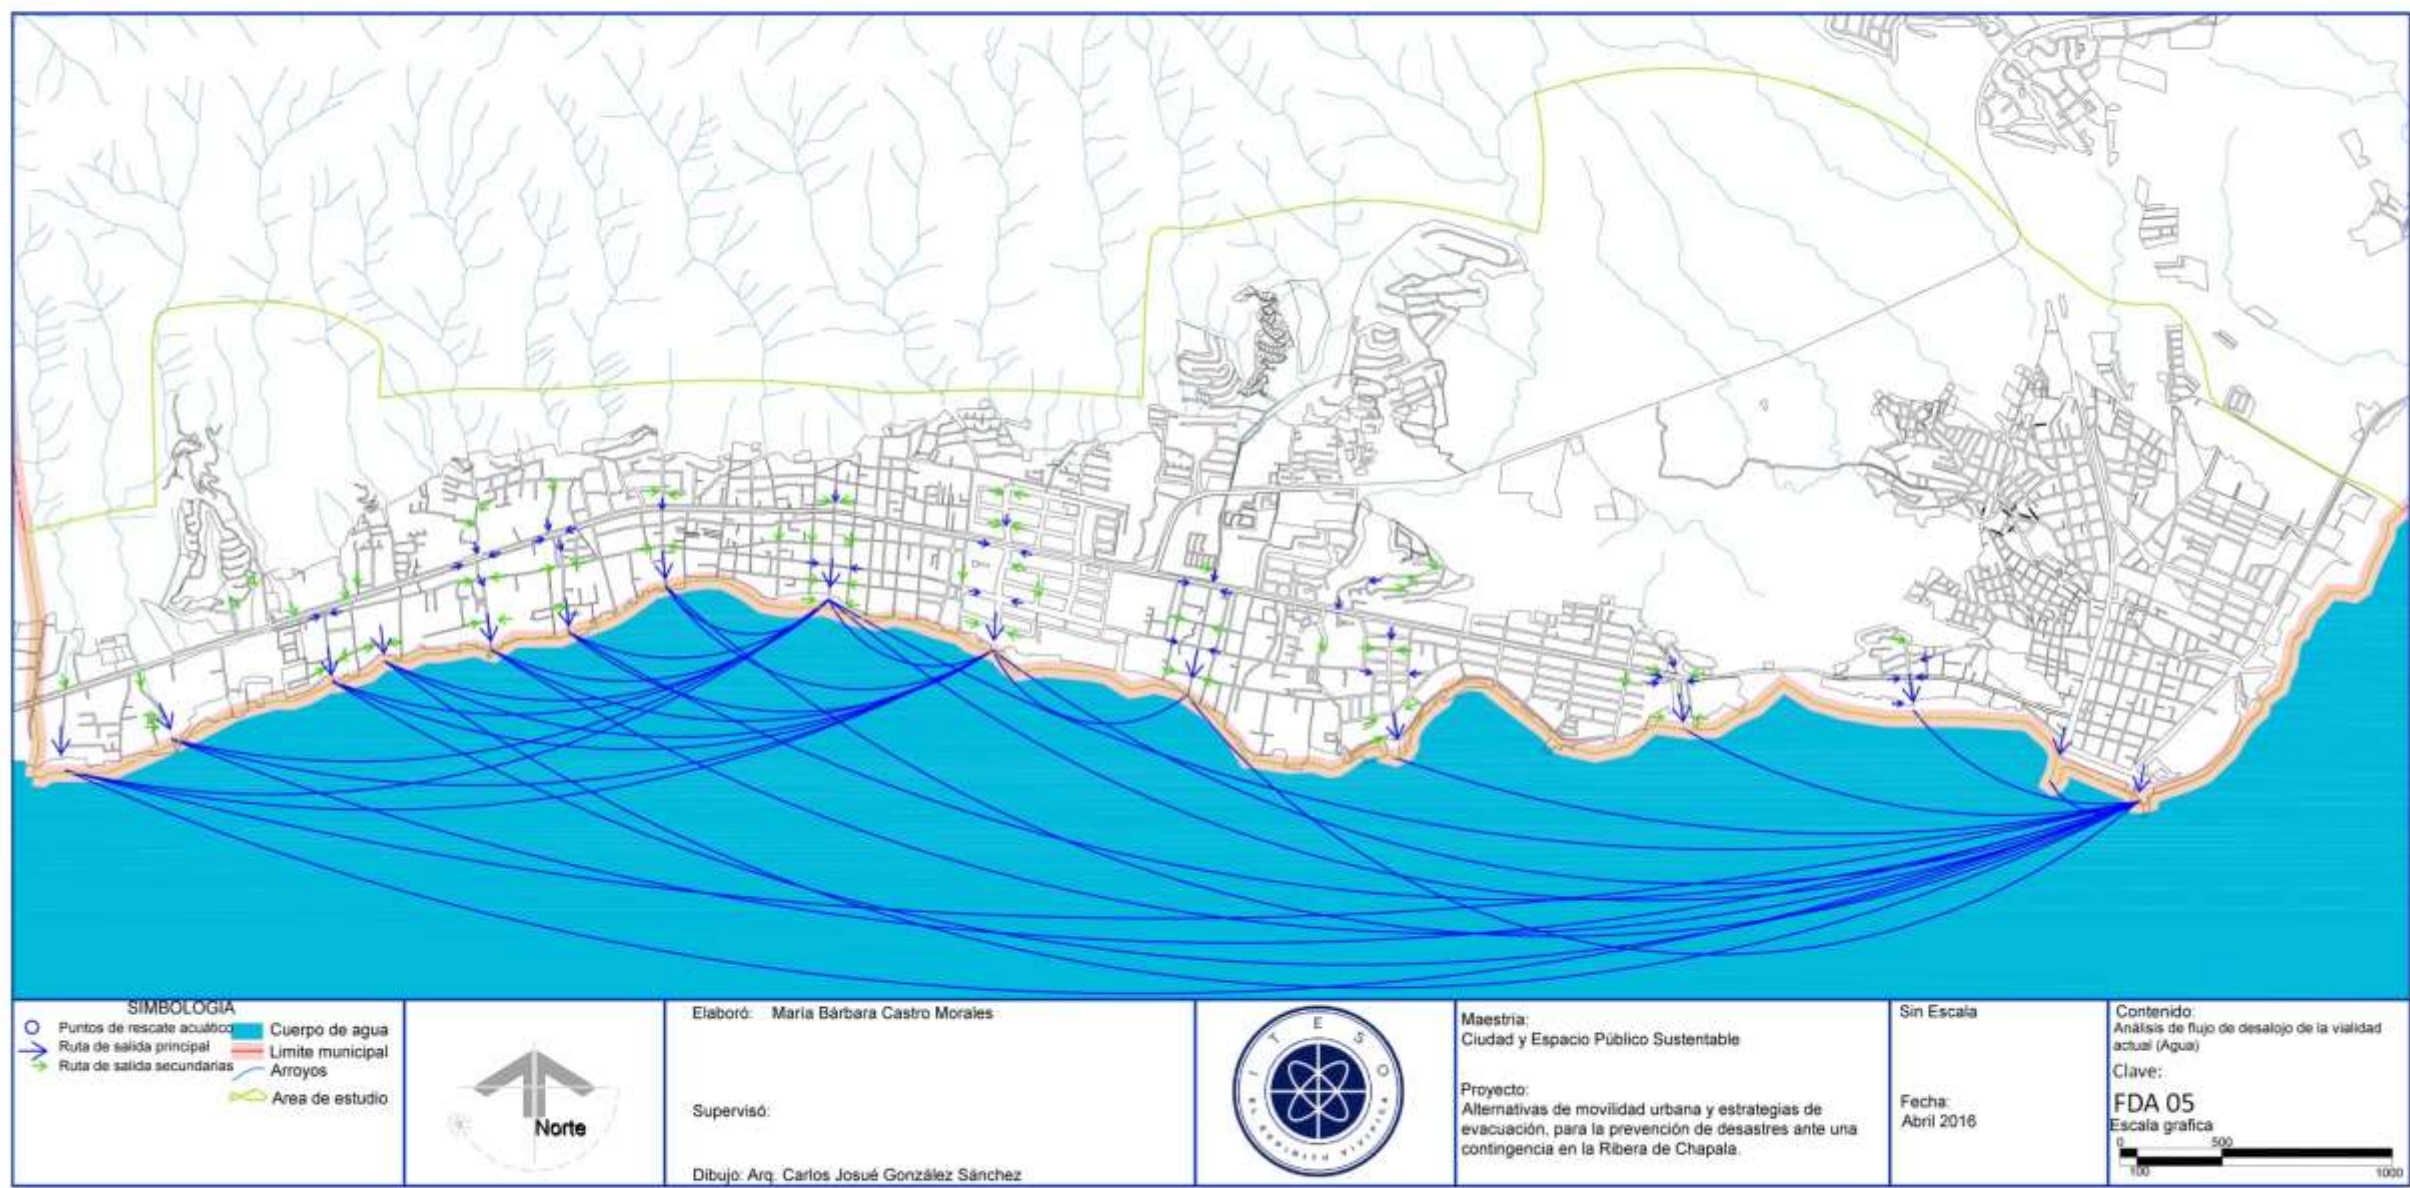 SIMBOLOGIA
Puntos de rescate acuático
Ruta de salida principal
Ruta de salida secundarias
Cuerpo de agua
Limite municipal
Arroyos
Area de estudio
Norte
Elaboró: María Bárbara Castro Morales
Supervisó:
Dibujo: Arq. Carlos Josué González Sánchez
I T E S O
Maestría:
Ciudad y Espacio Público Sustentable
Proyecto:
Alternativas de movilidad urbana y estrategias de
evacuación, para la prevención de desastres ante una
contingencia en la Ribera de Chapala.
Sin Escala
Fecha:
Abril 2016
Contenido:
Análisis de flujo de desalojo de la vialidad
actual (Agua)
Clave:
FDA 05
Escala grafica
0 500
100 1000